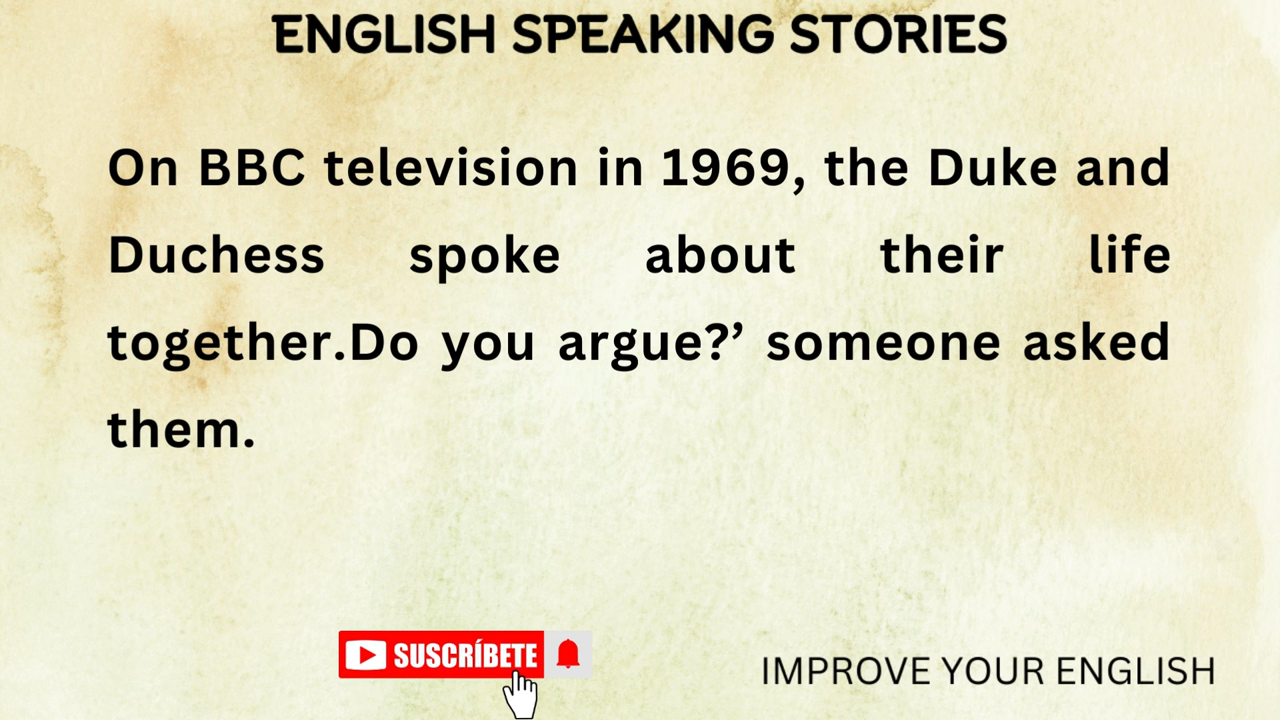 ENGLISH SPEAKING STORIES
On BBC television in 1969, the Duke and
Duchess spoke about their life
together.Do you argue?’ someone asked
them.
SUSCRÍBETE
IMPROVE YOUR ENGLISH